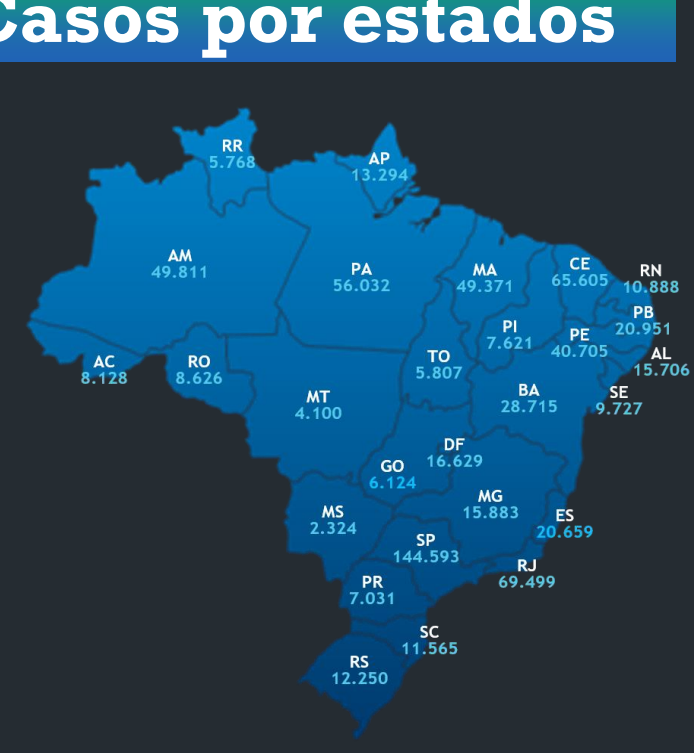 Casos por estados
RR
5.768
AP
13.294
AM
49.811
PA
56.032
MA
49.371
CE
65.605
RN
10.888
PI
7.621
PB
20.951
PE
40.705
AL
15.706
AC
8.128
RO
8.626
TO
5.807
SE
9.727
MT
4.100
BA
28.715
DF
16.629
GO
6.124
MG
15.883
MS
2.324
ES
20.659
SP
144.593
RJ
69.499
PR
7.031
SC
11.565
RS
12.250